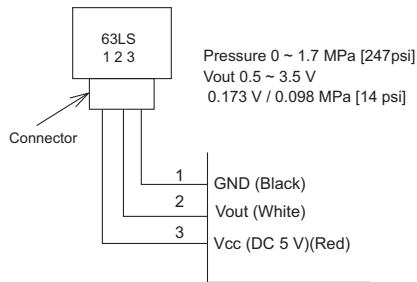 63LS
1 2 3
Pressure 0 ~ 1.7 MPa [247psi]
Vout 0.5 ~ 3.5 V
0.173 V / 0.098 MPa [14 psi]
Connector
1
GND (Black)
2
Vout (White)
3
Vcc (DC 5 V)(Red)